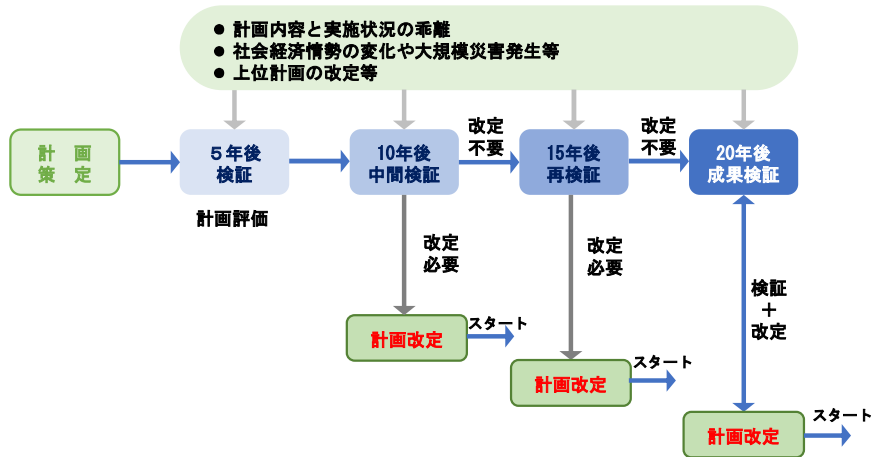 ● 計画内容と実施状況の乖離
● 社会経済情勢の変化や大規模災害発生等
● 上位計画の改定等
計　画
策　定
５年後
検証
計画評価
10年後
中間検証
改定
不要
15年後
再検証
改定
不要
20年後
成果検証
改定
必要
改定
必要
検証
＋
改定
計画改定
スタート
計画改定
スタート
計画改定
スタート